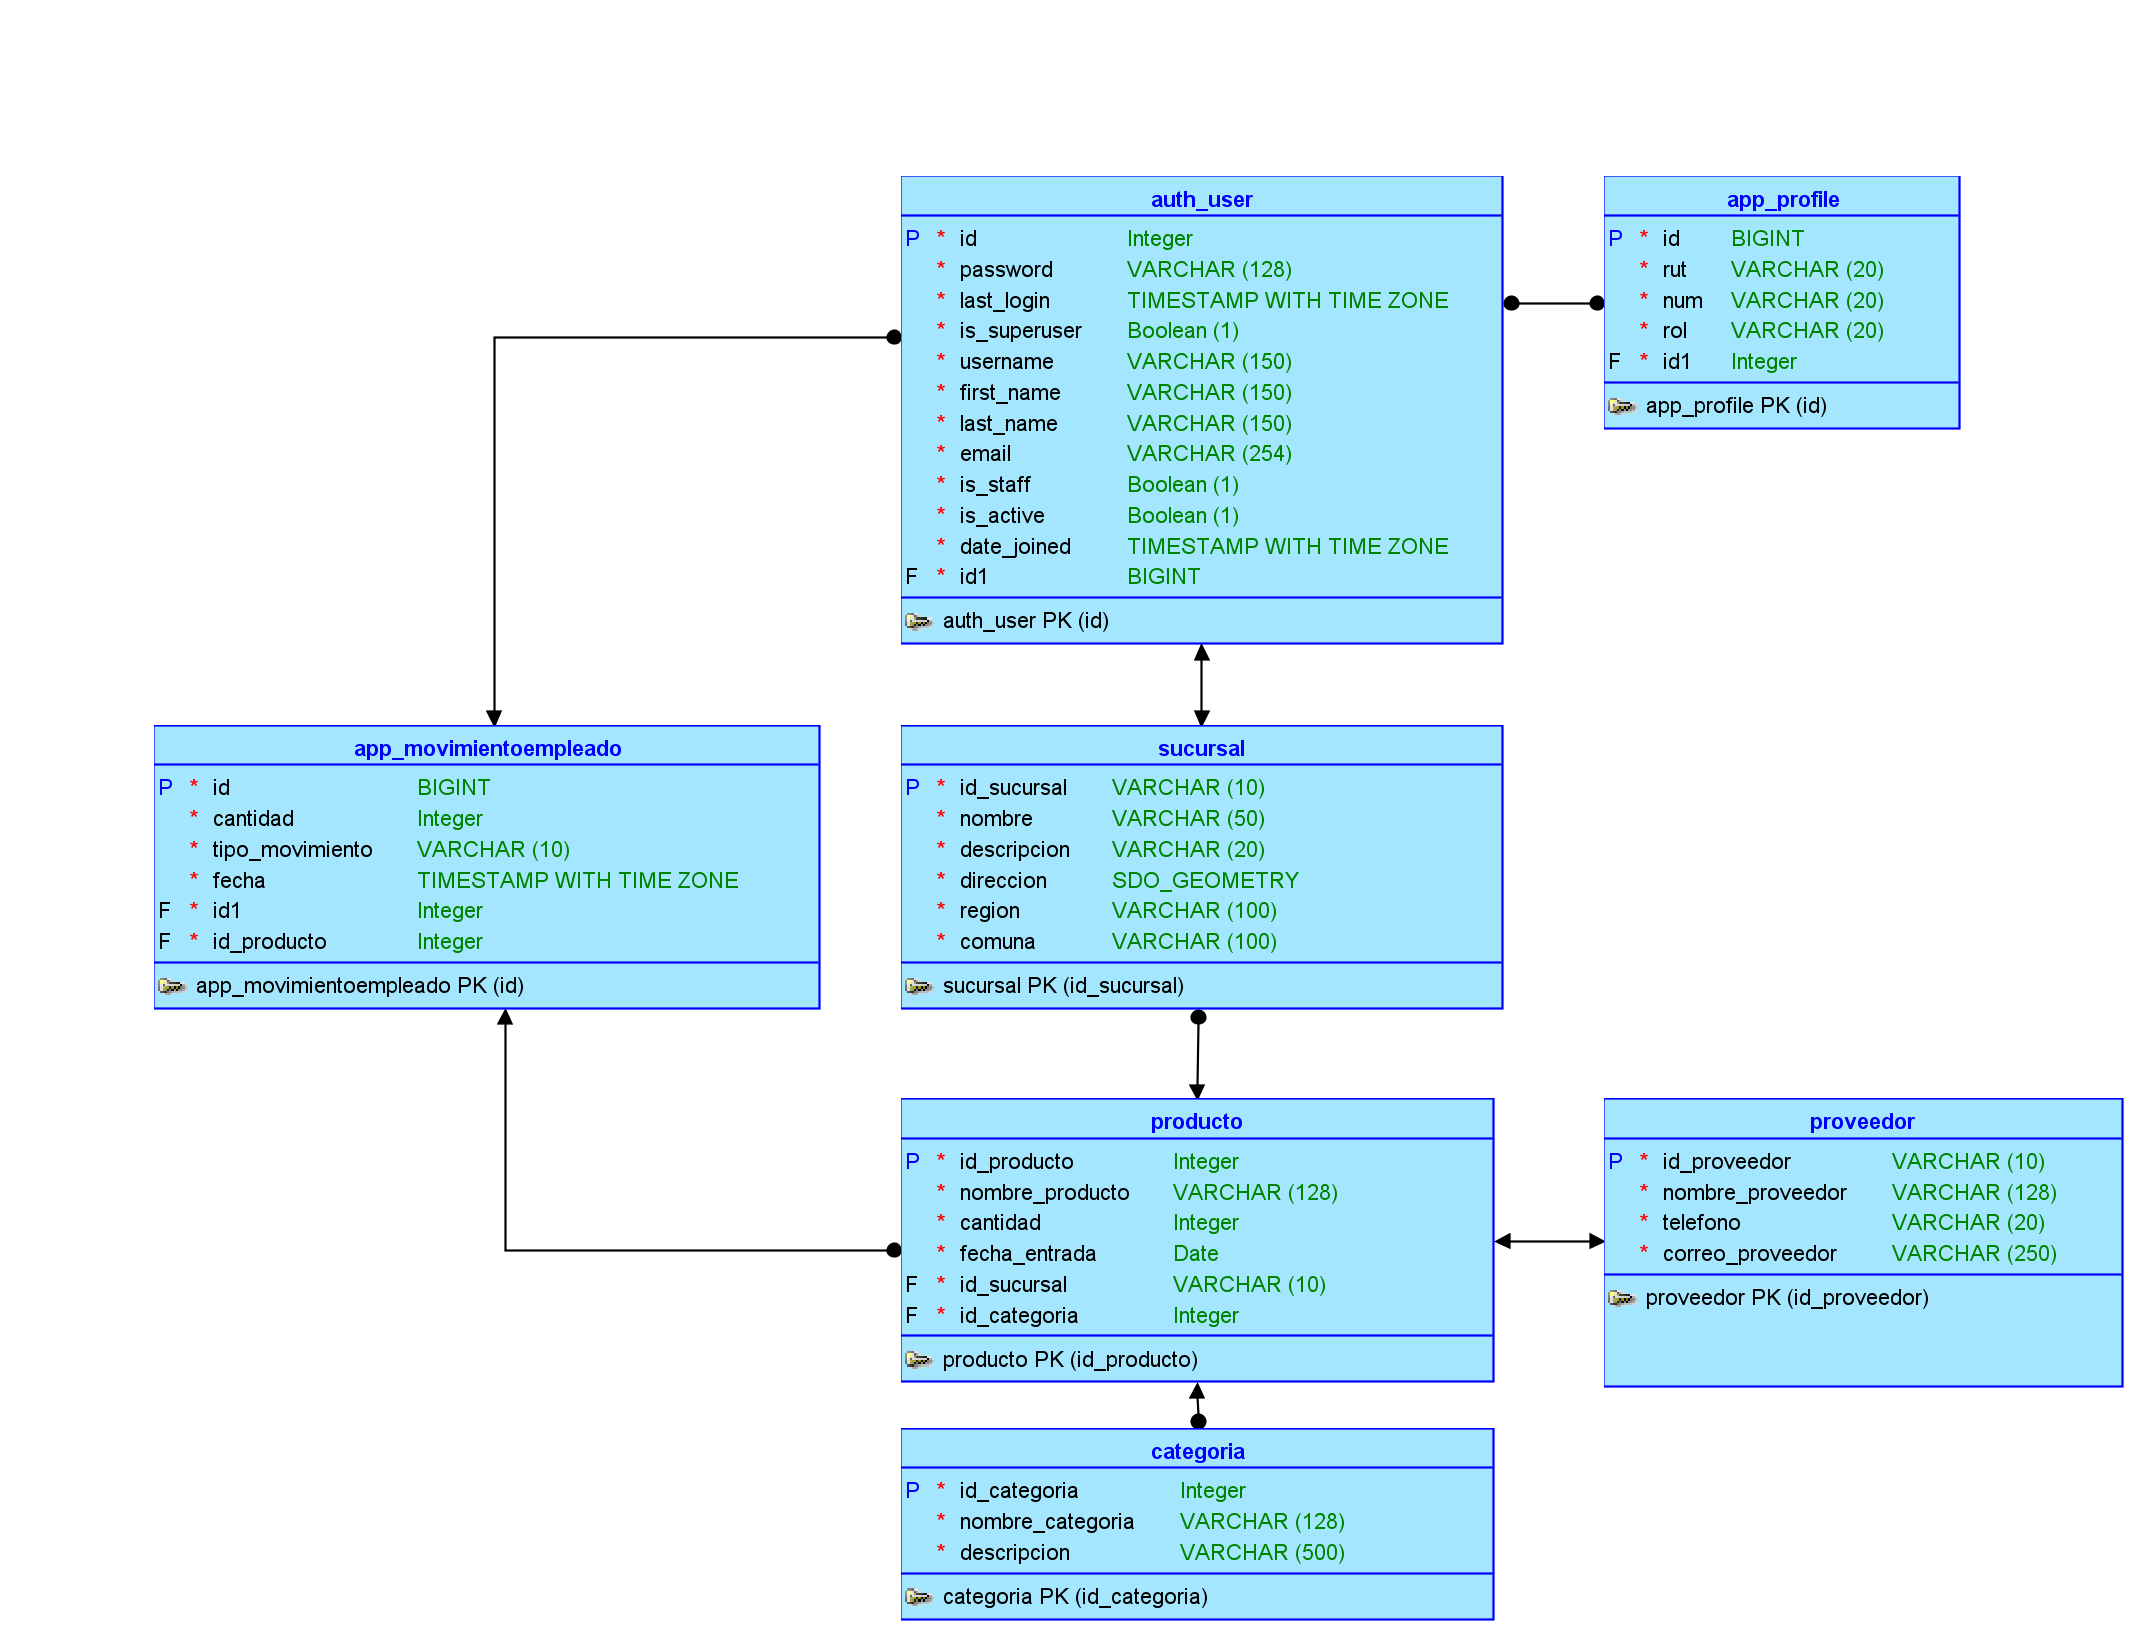 auth_user
P * id Integer
* password VARCHAR (128)
* last_login TIMESTAMP WITH TIME ZONE
* is_superuser Boolean (1)
* username VARCHAR (150)
* first_name VARCHAR (150)
* last_name VARCHAR (150)
* email VARCHAR (254)
* is_staff Boolean (1)
* is_active Boolean (1)
* date_joined TIMESTAMP WITH TIME ZONE
F * id1 BIGINT
auth_user PK (id)
app_profile
P * id BIGINT
* rut VARCHAR (20)
* num VARCHAR (20)
* rol VARCHAR (20)
F * id1 Integer
app_profile PK (id)
app_movimientoempleado
P * id BIGINT
* cantidad Integer
* tipo_movimiento VARCHAR (10)
* fecha TIMESTAMP WITH TIME ZONE
F * id1 Integer
F * id_producto Integer
app_movimientoempleado PK (id)
sucursal
P * id_sucursal VARCHAR (10)
* nombre VARCHAR (50)
* descripcion VARCHAR (20)
* direccion SDO_GEOMETRY
* region VARCHAR (100)
* comuna VARCHAR (100)
sucursal PK (id_sucursal)
producto
P * id_producto Integer
* nombre_producto VARCHAR (128)
* cantidad Integer
* fecha_entrada Date
F * id_sucursal VARCHAR (10)
F * id_categoria Integer
producto PK (id_producto)
proveedor
P * id_proveedor VARCHAR (10)
* nombre_proveedor VARCHAR (128)
* telefono VARCHAR (20)
* correo_proveedor VARCHAR (250)
proveedor PK (id_proveedor)
categoria
P * id_categoria Integer
* nombre_categoria VARCHAR (128)
* descripcion VARCHAR (500)
categoria PK (id_categoria)